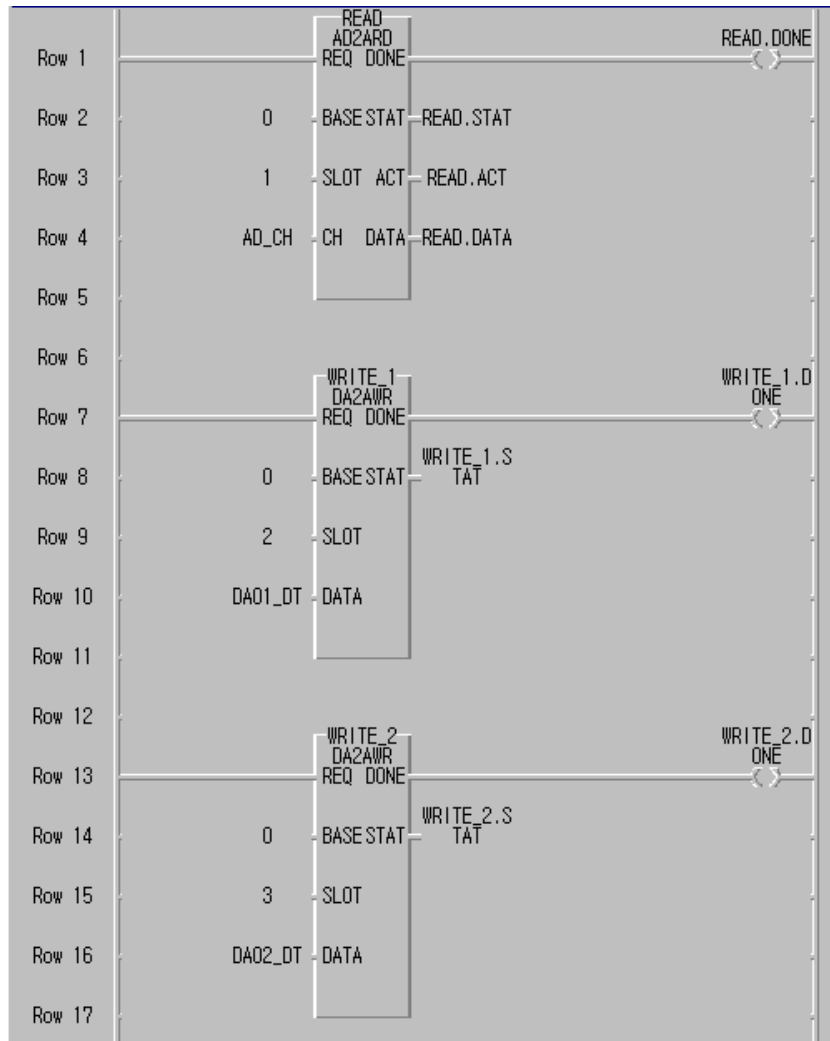 READ
AD2ARD
READ.DONE
Row 1 REQ DONE
Row 2 0 BASE STAT READ.STAT
Row 3 1 SLOT ACT READ.ACT
Row 4 AD_CH CH DATA READ.DATA
Row 5
Row 6
WRITE_1 WRITE_1.D
DA2AWR ONE
Row 7 REQ DONE
WRITE_1.S
Row 8 0 BASE STAT TAT
Row 9 2 SLOT
Row 10 DA01_DT DATA
Row 11
Row 12
WRITE_2 WRITE_2.D
DA2AWR ONE
Row 13 REQ DONE
WRITE_2.S
Row 14 0 BASE STAT TAT
Row 15 3 SLOT
Row 16 DA02_DT DATA
Row 17